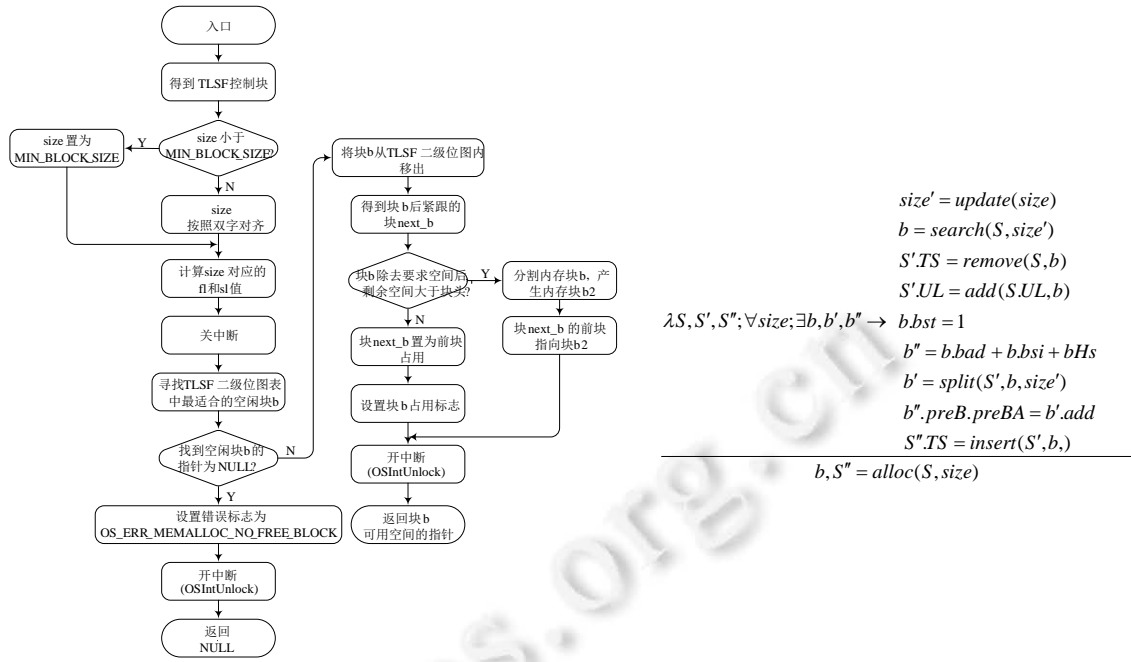 入口
得到 TLSF控制块
size 小于
MIN_BLOCK_SIZE?
Y
size 置为
MIN_BLOCK_SIZE
N
size
按照双字对齐
计算size 对应的
fl和sl值
关中断
寻找TLSF 二级位图表
中最适合的空闲块b
找到空闲块b的
指针为NULL?
N
Y
设置错误标志为
OS_ERR_MEMALLOC_NO_FREE_BLOCK
开中断
(OSIntUnlock)
返回
NULL
将块b从TLSF 二级位图内
移出
得到块b后紧跟的
块next_b
块b除去要求空间后
剩余空间大于块头?
Y
分割内存块b, 产
生内存块b2
块next_b 的前块
指向块b2
N
块next_b 置为前块
占用
设置块b占用标志
开中断
(OSIntUnlock)
返回块b
可用空间的指针
size′ = update(size)
b = search(S, size′)
S′.TS = remove(S,b)
S′.UL = add(S.UL,b)
λS, S′, S″; ∀size; ∃b, b′, b″ → b.bst = 1
b″ = b.bad + b.bsi + bHs
b′ = split(S′, b, size′)
b″.preB.preBA = b′.add
S″.TS = insert(S′, b,)
b, S″ = alloc(S, size)
s.org.cn